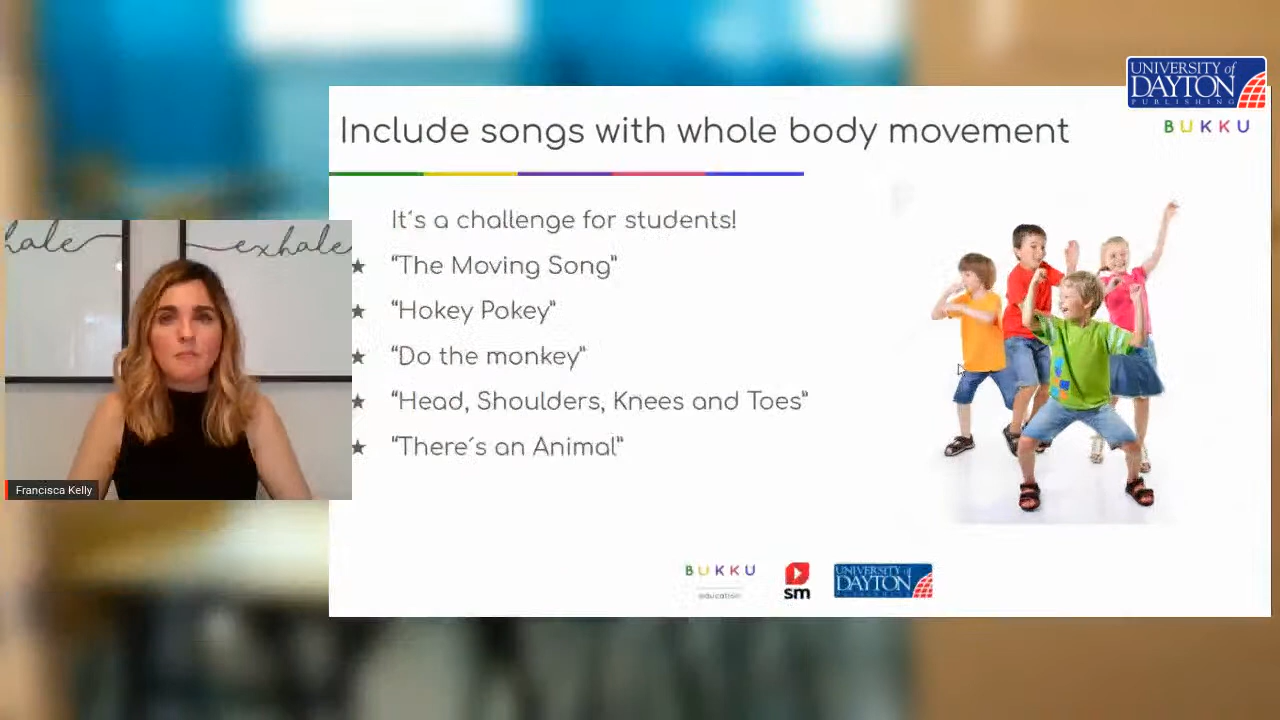 UNIVERSITY of
DAYTON
PUBLISHING
BUKKU
Include songs with whole body movement
It´s a challenge for students!
★ “The Moving Song”
★ “Hokey Pokey”
★ “Do the monkey”
★ “Head, Shoulders, Knees and Toes”
★ “There´s an Animal”
hale
exhale
Francisca Kelly
BUKKU
education
sm
UNIVERSITY of
DAYTON